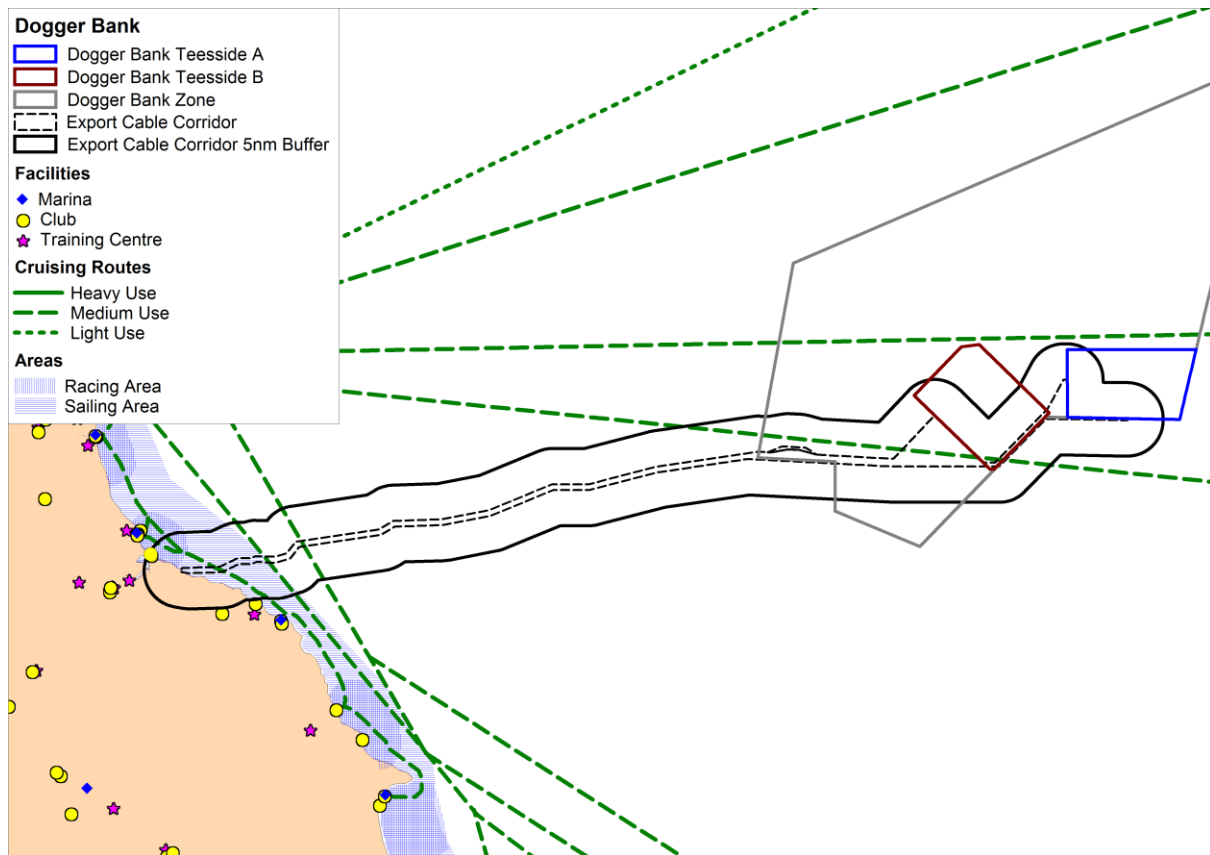 Dogger Bank
Dogger Bank Teesside A
Dogger Bank Teesside B
Dogger Bank Zone
Export Cable Corridor
Export Cable Corridor 5nm Buffer
Facilities
Marina
Club
Training Centre
Cruising Routes
Heavy Use
Medium Use
Light Use
Areas
Racing Area
Sailing Area